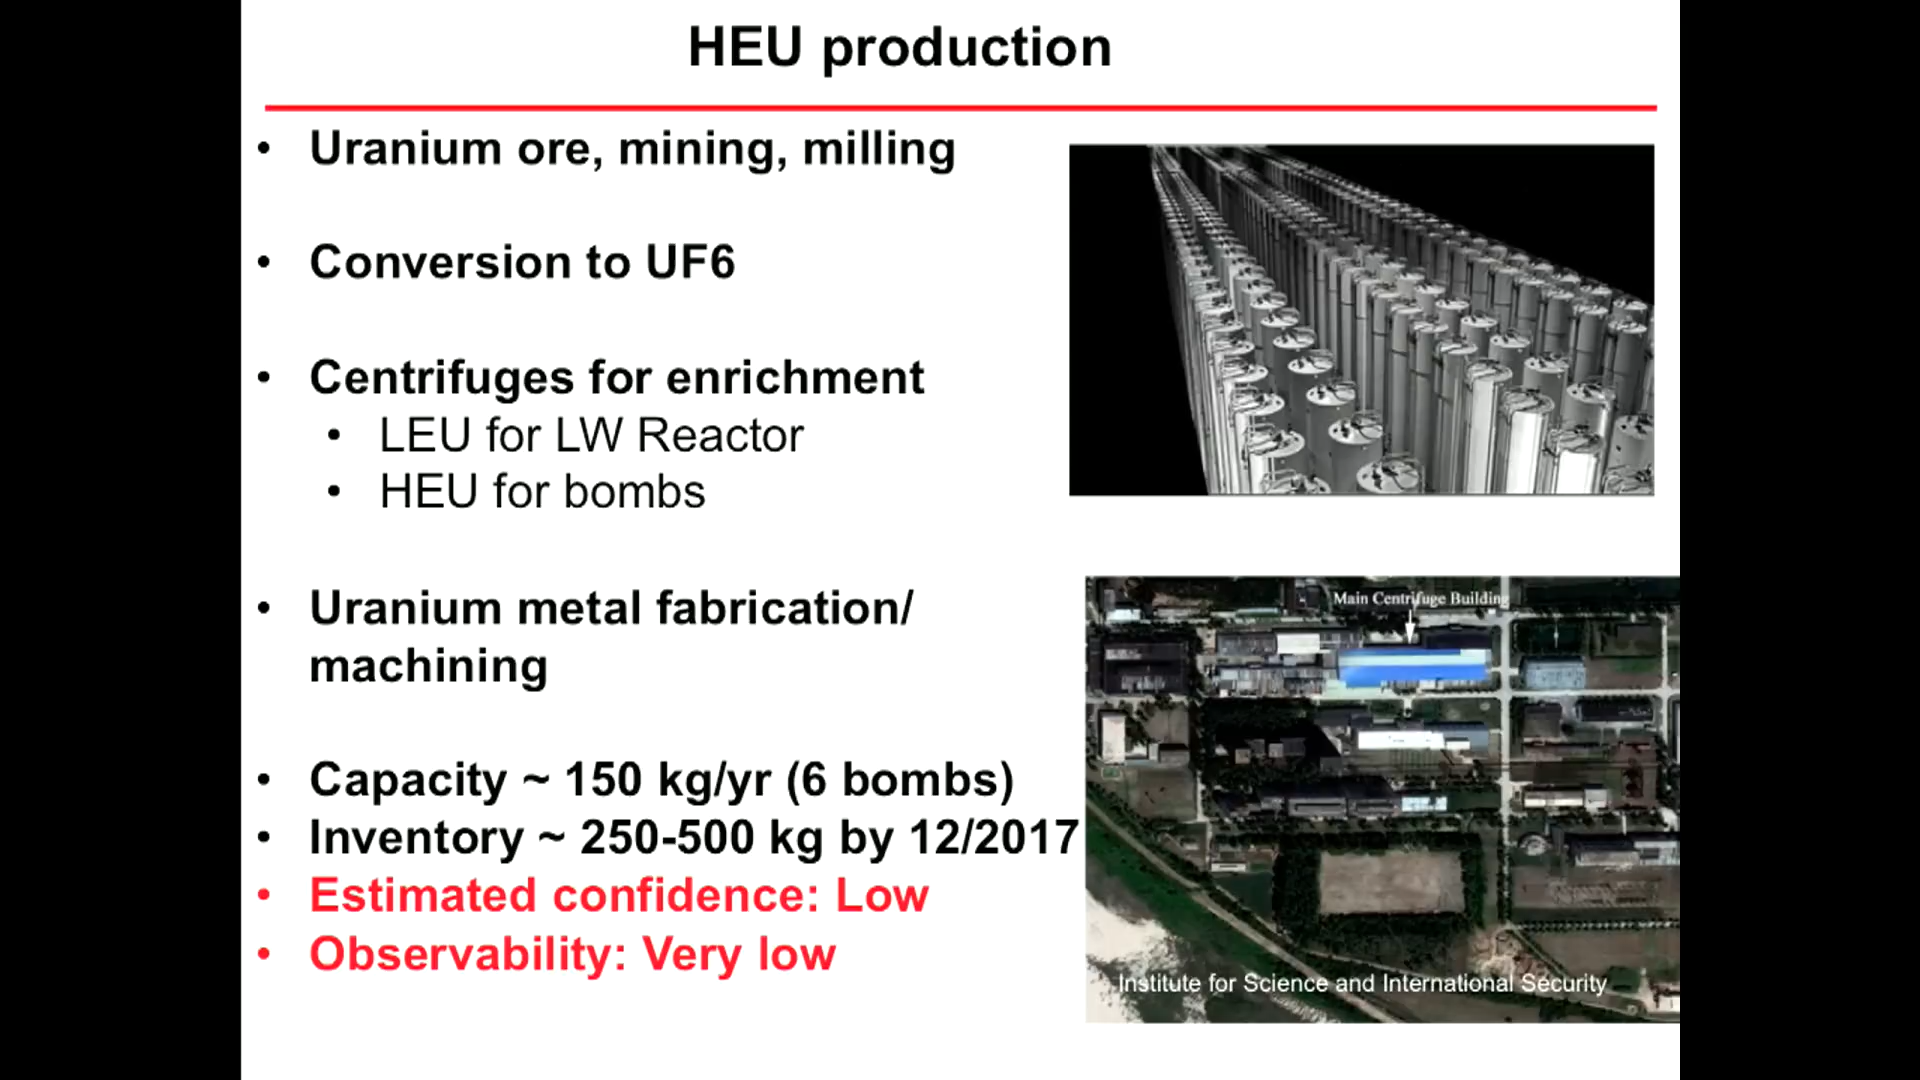 HEU production
• Uranium ore, mining, milling
• Conversion to UF6
• Centrifuges for enrichment
• LEU for LW Reactor
• HEU for bombs
• Uranium metal fabrication/
machining
• Capacity ~ 150 kg/yr (6 bombs)
• Inventory ~ 250-500 kg by 12/2017
• Estimated confidence: Low
• Observability: Very low
Main Centrifuge Building
Institute for Science and International Security